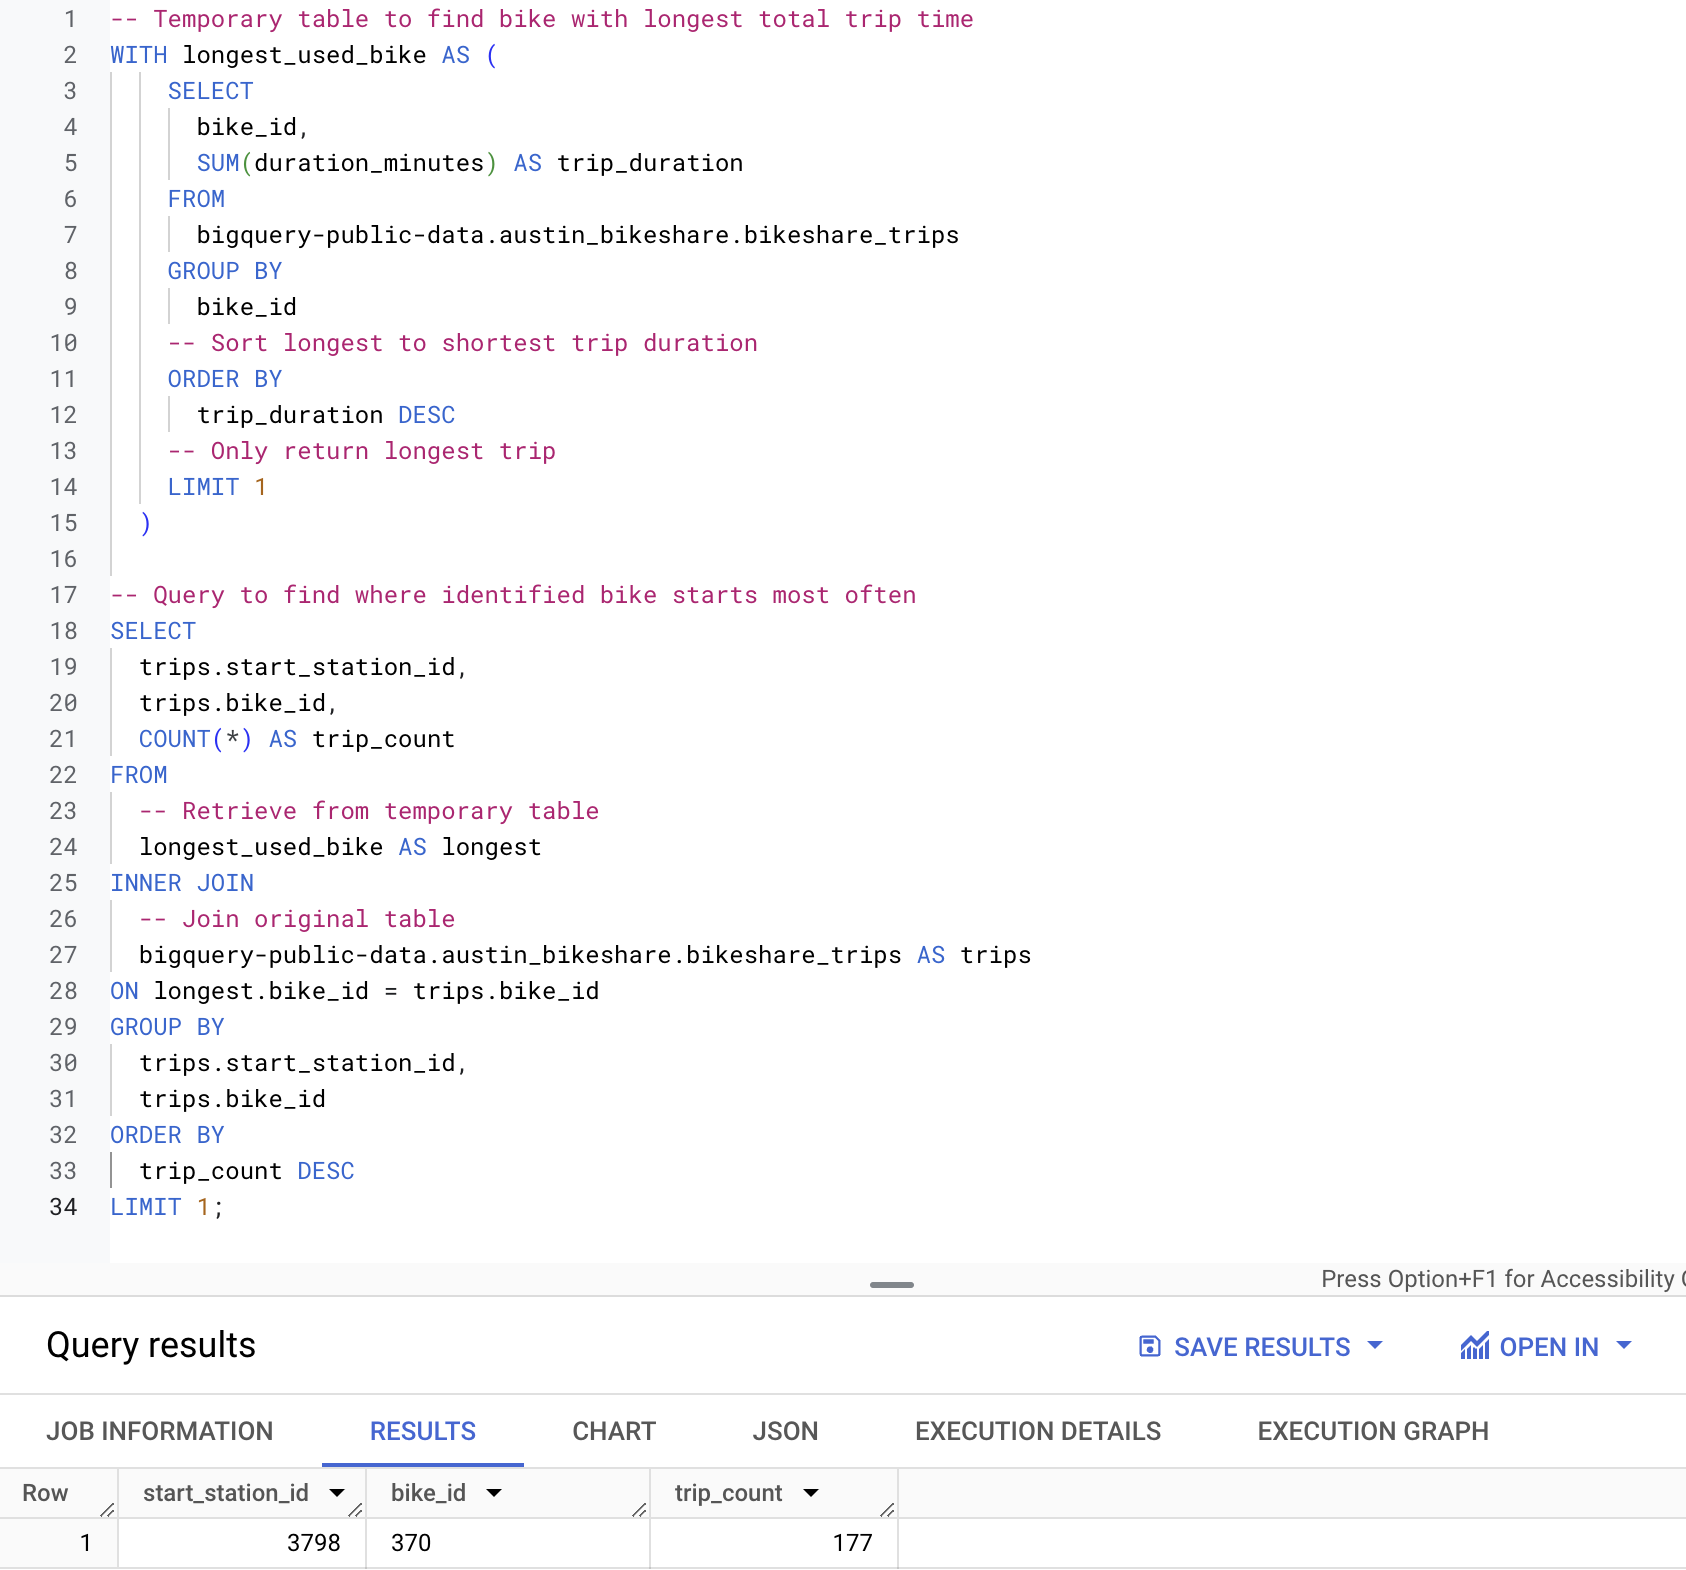 1 -- Temporary table to find bike with longest total trip time
2 WITH longest_used_bike AS (
3 SELECT
4 bike_id,
5 SUM(duration_minutes) AS trip_duration
6 FROM
7 bigquery-public-data.austin_bikeshare.bikeshare_trips
8 GROUP BY
9 bike_id
10 -- Sort longest to shortest trip duration
11 ORDER BY
12 trip_duration DESC
13 -- Only return longest trip
14 LIMIT 1
15 )
16
17 -- Query to find where identified bike starts most often
18 SELECT
19 trips.start_station_id,
20 trips.bike_id,
21 COUNT(*) AS trip_count
22 FROM
23 -- Retrieve from temporary table
24 longest_used_bike AS longest
25 INNER JOIN
26 -- Join original table
27 bigquery-public-data.austin_bikeshare.bikeshare_trips AS trips
28 ON longest.bike_id = trips.bike_id
29 GROUP BY
30 trips.start_station_id,
31 trips.bike_id
32 ORDER BY
33 trip_count DESC
34 LIMIT 1;
Press Option+F1 for Accessibility
Query results SAVE RESULTS OPEN IN
JOB INFORMATION RESULTS CHART JSON EXECUTION DETAILS EXECUTION GRAPH
Row start_station_id bike_id trip_count
1 3798 370 177